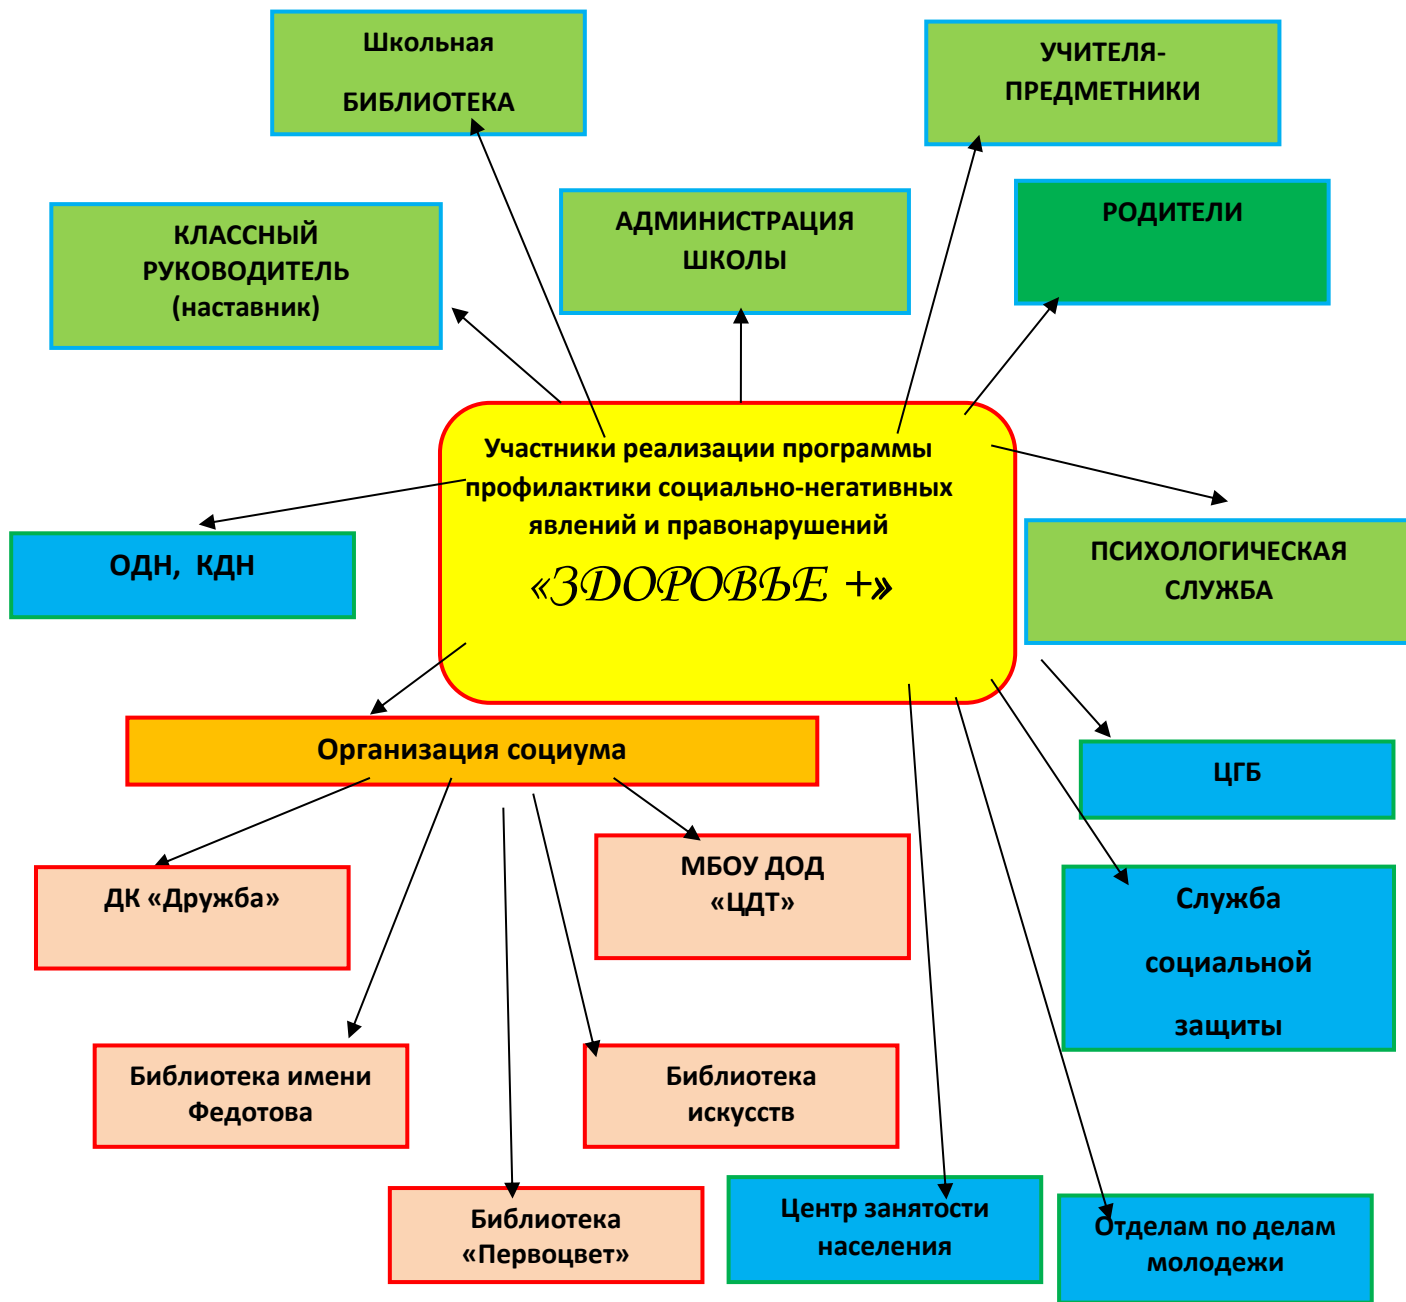 Школьная
БИБЛИОТЕКА
УЧИТЕЛЯ-
ПРЕДМЕТНИКИ
КЛАССНЫЙ
РУКОВОДИТЕЛЬ
(наставник)
АДМИНИСТРАЦИЯ
ШКОЛЫ
РОДИТЕЛИ
Участники реализации программы
профилактики социально-негативных
явлений и правонарушений
«ЗДОРОВЬЕ +»
ОДН, КДН
ПСИХОЛОГИЧЕСКАЯ
СЛУЖБА
Организация социума
ЦГБ
ДК «Дружба»
МБОУ ДОД
«ЦДТ»
Служба
социальной
защиты
Библиотека имени
Федотова
Библиотека
искусств
Библиотека
«Первоцвет»
Центр занятости
населения
Отделам по делам
молодежи